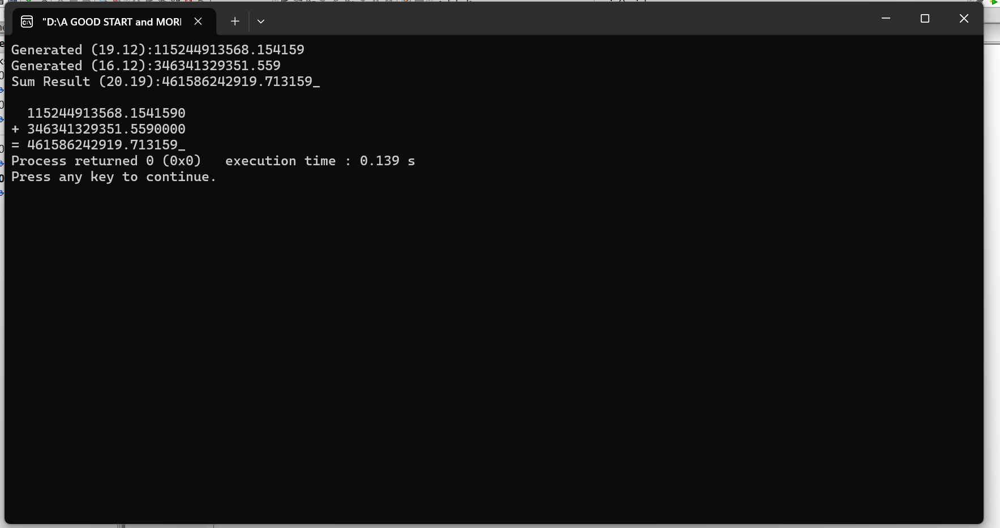 "D:\A GOOD START and MORI
Generated (19.12):115244913568.154159
Generated (16.12):346341329351.559
Sum Result (20.19):461586242919.713159_
115244913568.1541590
+ 346341329351.5590000
= 461586242919.713159_
Process returned 0 (0x0)   execution time : 0.139 s
Press any key to continue.